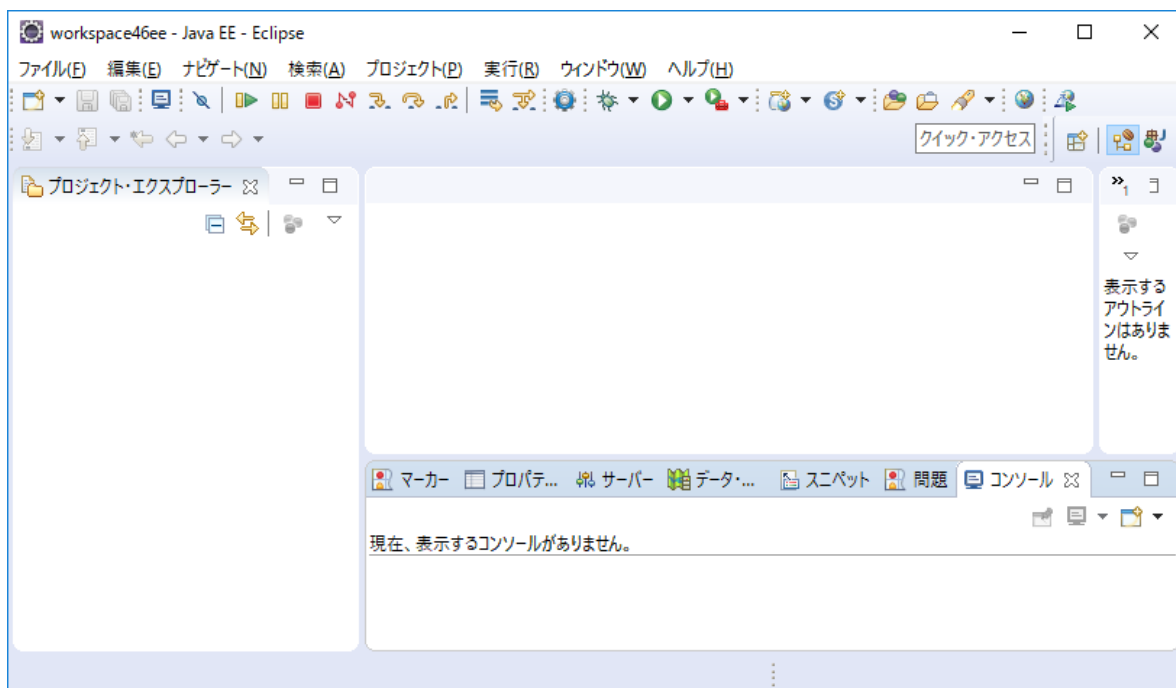 workspace46ee - Java EE - Eclipse
ファイル(F) 編集(E) ナビゲート(N) 検索(A) プロジェクト(P) 実行(R) ウィンドウ(W) ヘルプ(H)
クイック・アクセス
プロジェクト・エクスプローラー
»1
表示する
アウトライ
ンはありま
せん。
マーカー プロパテ... サーバー データ・... スニペット 問題 コンソール
現在、表示するコンソールがありません。